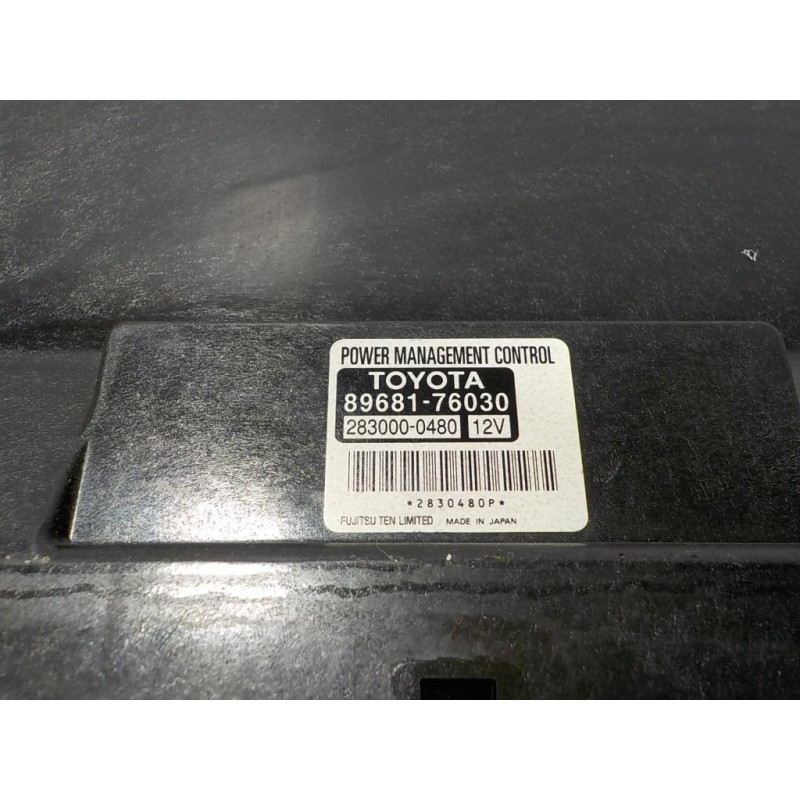 POWER MANAGEMENT CONTROL
TOYOTA
89681-76030
283000-0480 12V
*2830480P*
FUJITSU TEN LIMITED MADE IN JAPAN